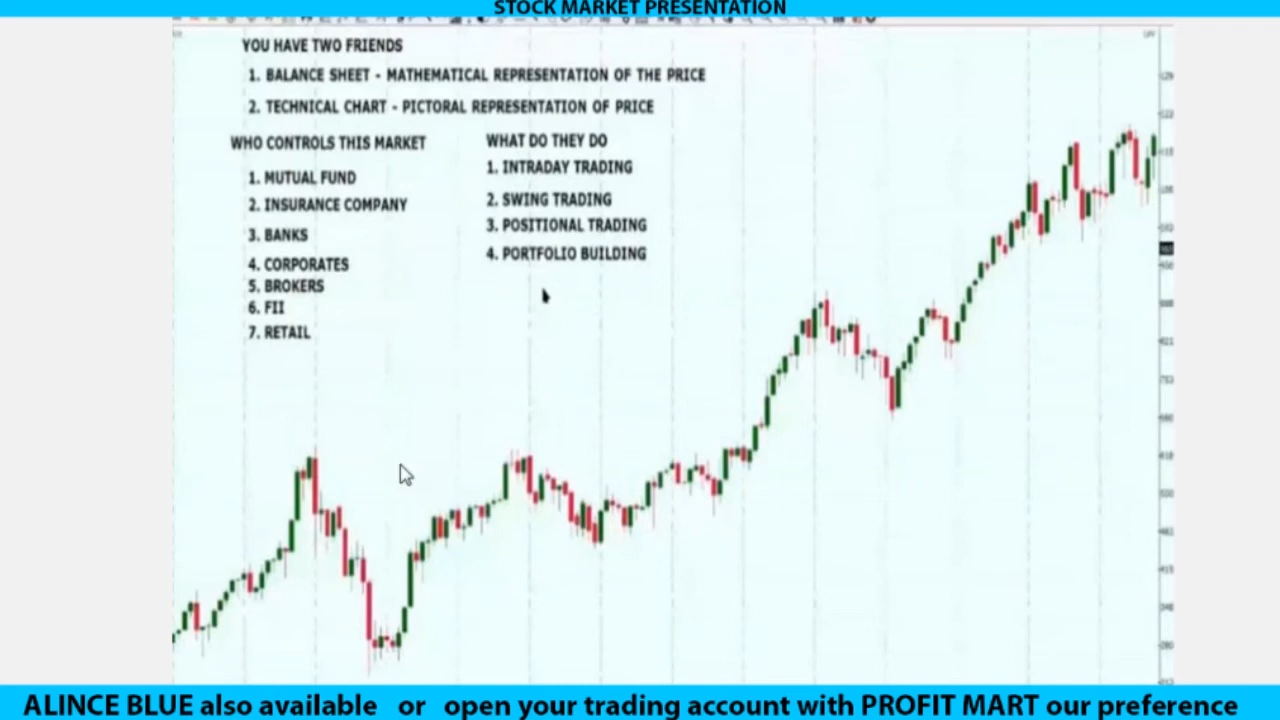 STOCK MARKET PRESENTATION
YOU HAVE TWO FRIENDS
1. BALANCE SHEET - MATHEMATICAL REPRESENTATION OF THE PRICE
2. TECHNICAL CHART - PICTORAL REPRESENTATION OF PRICE
WHO CONTROLS THIS MARKET
1. MUTUAL FUND
2. INSURANCE COMPANY
3. BANKS
4. CORPORATES
5. BROKERS
6. FII
7. RETAIL
WHAT DO THEY DO
1. INTRADAY TRADING
2. SWING TRADING
3. POSITIONAL TRADING
4. PORTFOLIO BUILDING
ALINCE BLUE also available or open your trading account with PROFIT MART our preference